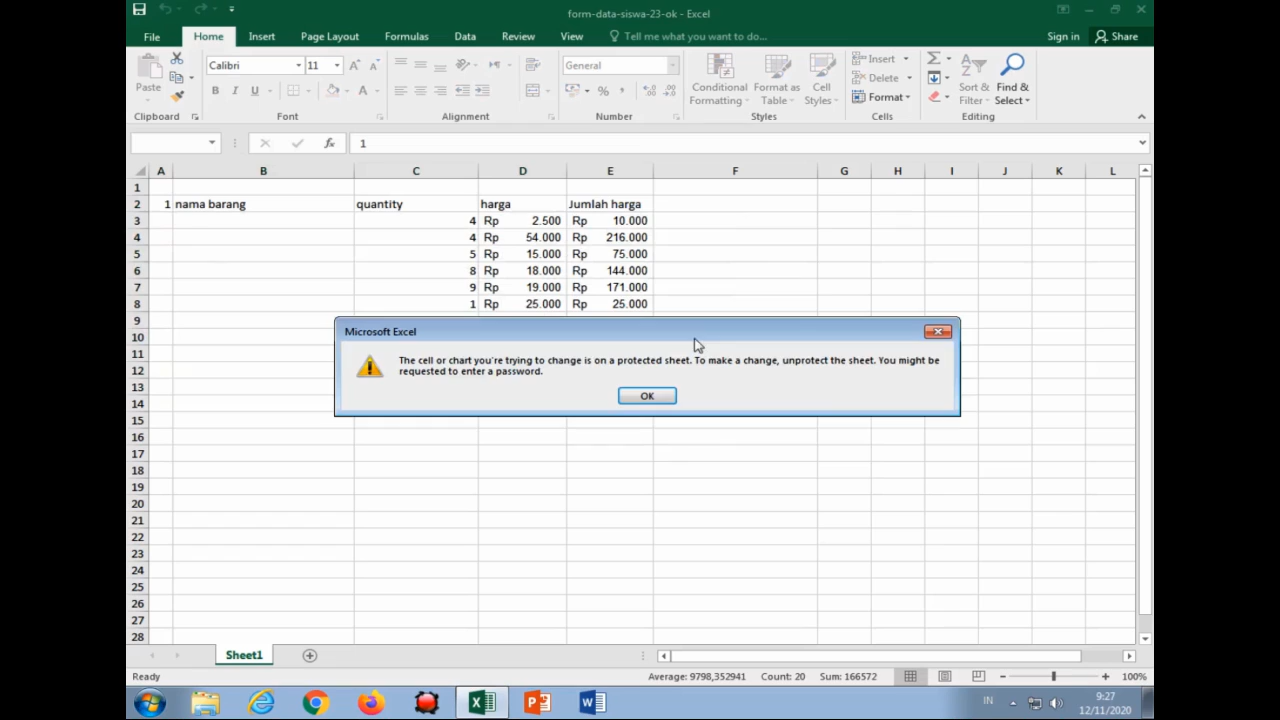 form-data-siswa-23-ok - Excel
File Home Insert Page Layout Formulas Data Review View Tell me what you want to do... Sign in Share
Paste
Calibri 11
B I U
General
% ,
Conditional Formatting
Format as Table
Cell Styles
Insert
Delete
Format
Sort & Filter
Find & Select
Clipboard Font Alignment Number Styles Cells Editing
fx 1
A B C D E F G H I J K L
1
2 1 nama barang quantity harga Jumlah harga
3 4 Rp 2.500 Rp 10.000
4 4 Rp 54.000 Rp 216.000
5 5 Rp 15.000 Rp 75.000
6 8 Rp 18.000 Rp 144.000
7 9 Rp 19.000 Rp 171.000
8 1 Rp 25.000 Rp 25.000
9
10
11
12
13
14
15
16
17
18
19
20
21
22
23
24
25
26
27
28
Microsoft Excel
The cell or chart you're trying to change is on a protected sheet. To make a change, unprotect the sheet. You might be
requested to enter a password.
OK
Sheet1
Ready Average: 9798,352941 Count: 20 Sum: 166572 100%
IN 9:27
12/11/2020